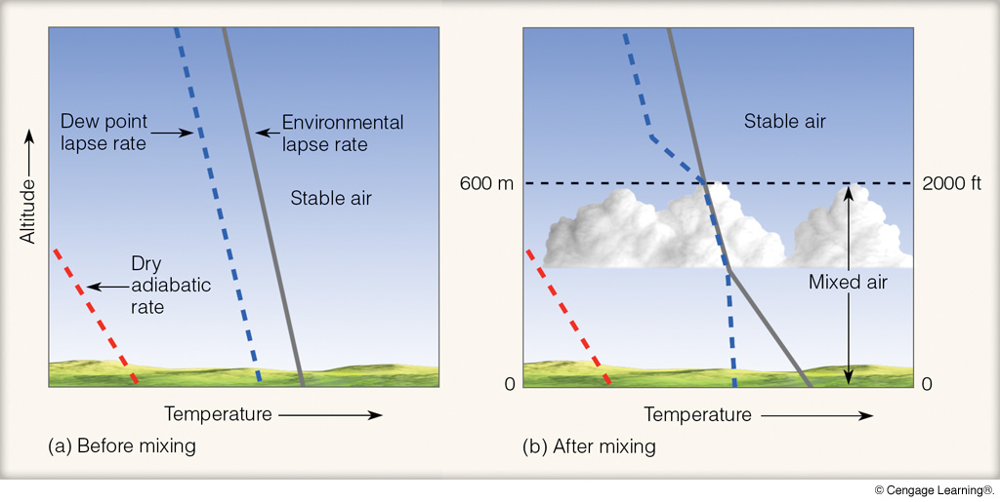 Dew point
lapse rate
Environmental
lapse rate
Stable air
Dry
adiabatic
rate
Altitude
Temperature
(a) Before mixing
Stable air
600 m
2000 ft
Mixed air
0
0
Temperature
(b) After mixing
© Cengage Learning®.